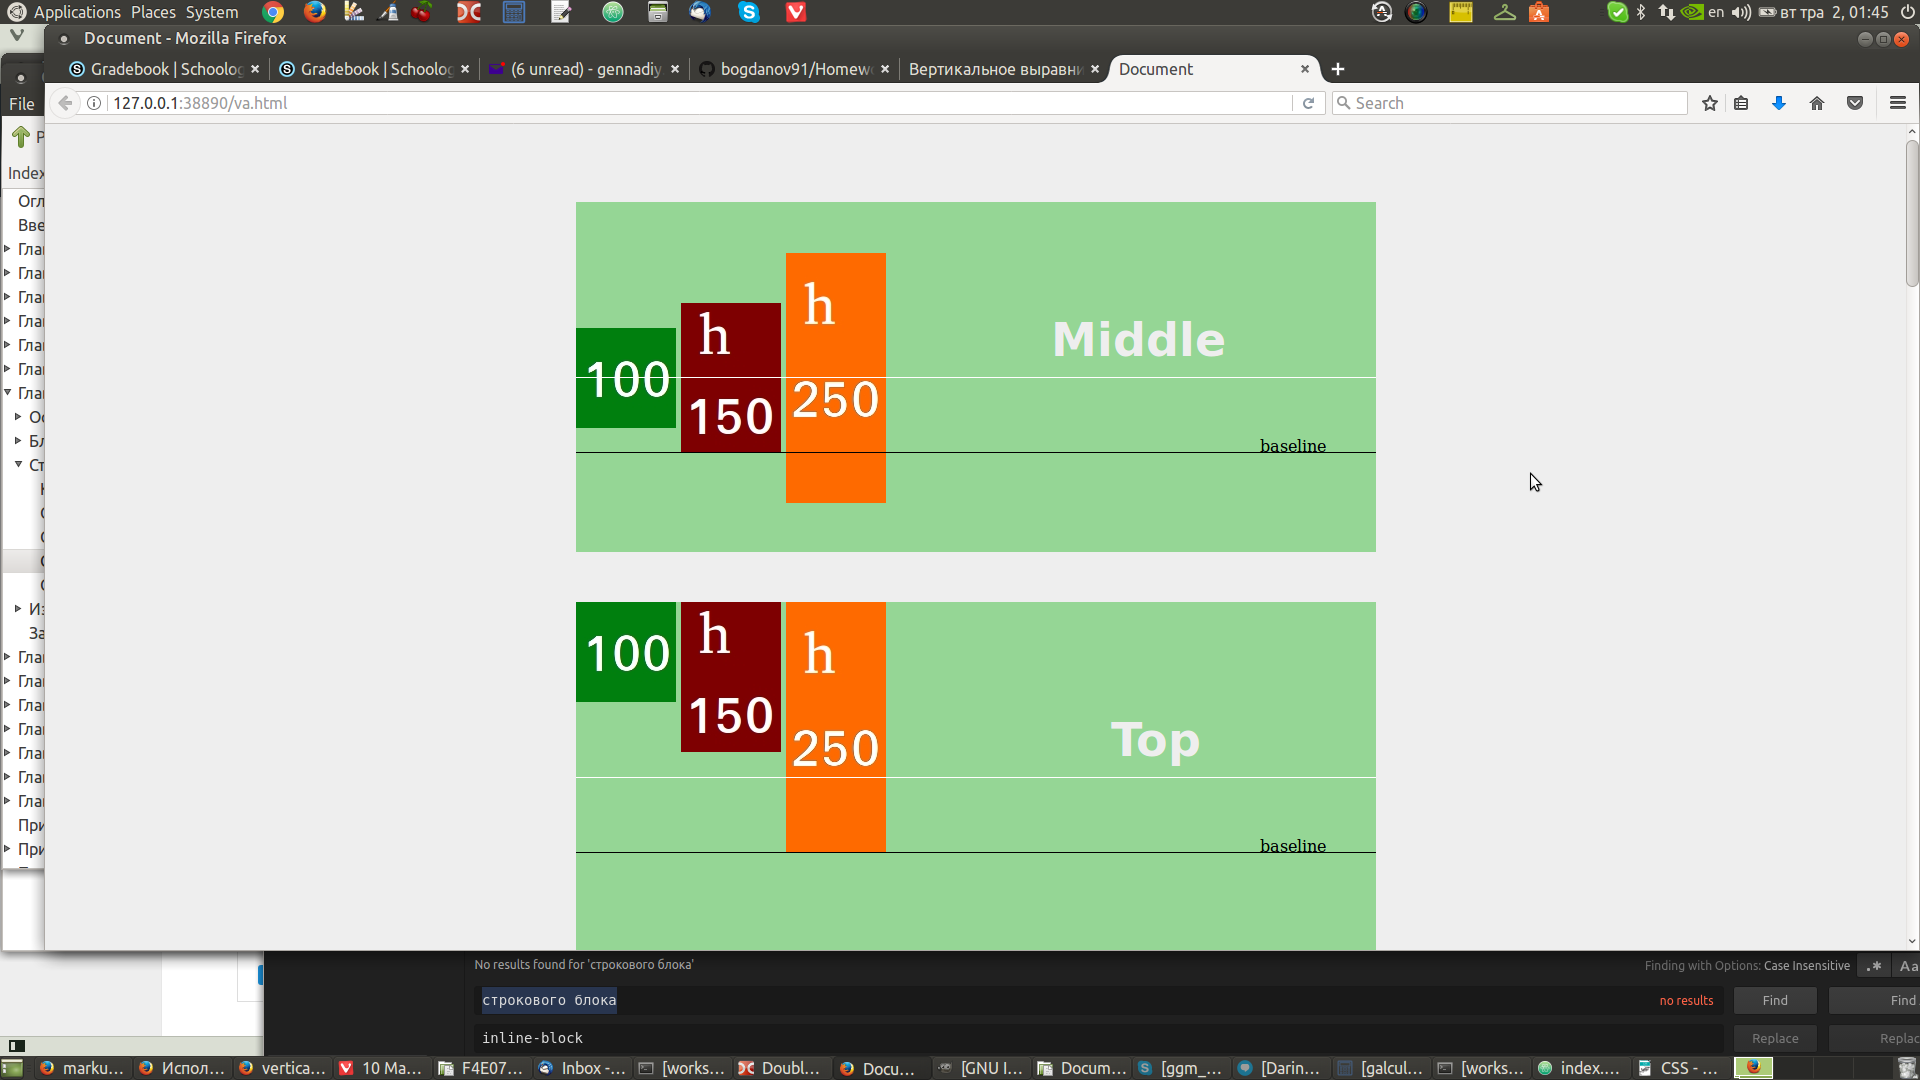 Applications Places System
en
вт тра 2, 01:45
Document - Mozilla Firefox
Gradebook | Schoolog
Gradebook | Schoolog
(6 unread) - gennadiy
bogdanov91/Homewo
Вертикальное выравни
Document
File
127.0.0.1:38890/va.html
Search
Index
Огл
Вве
Гла
Гла
Гла
Гла
Гла
Гла
Гла
Ос
Бл
Ст
Из
За
Гла
Гла
Гла
Гла
Гла
Гла
Гла
При
При
h
h
100
150
250
Middle
baseline
h
h
100
150
250
Top
baseline
No results found for 'строкового блока'
Finding with Options: Case Insensitive
.*
Aa
строкового блока
no results
Find
Find
inline-block
Replace
Replac
marku...
Испол...
vertica...
10 Ma...
F4E07...
Inbox -...
[works...
Doubl...
Docu...
[GNU I...
Docum...
[ggm_...
[Darin...
[galcul...
[works...
index....
CSS - ...